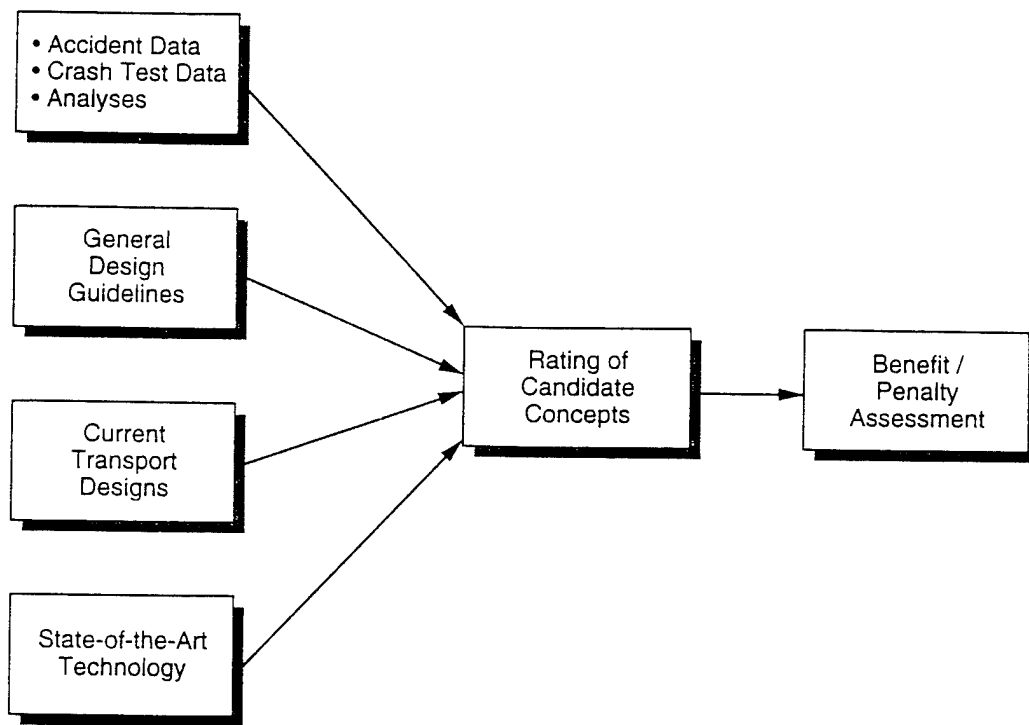 • Accident Data
• Crash Test Data
• Analyses
General
Design
Guidelines
Current
Transport
Designs
State-of-the-Art
Technology
Rating of
Candidate
Concepts
Benefit /
Penalty
Assessment